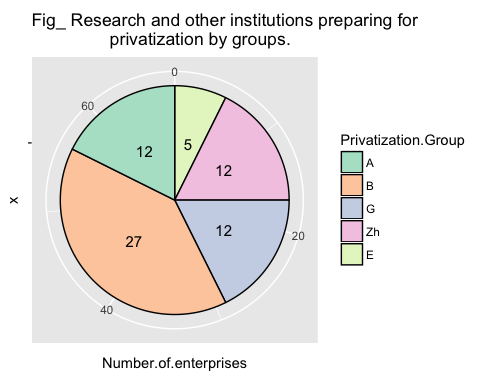 Fig_ Research and other institutions preparing for
privatization by groups.
0
60
20
40
5
12
12
12
27
x
Number.of.enterprises
Privatization.Group
A
B
G
Zh
E